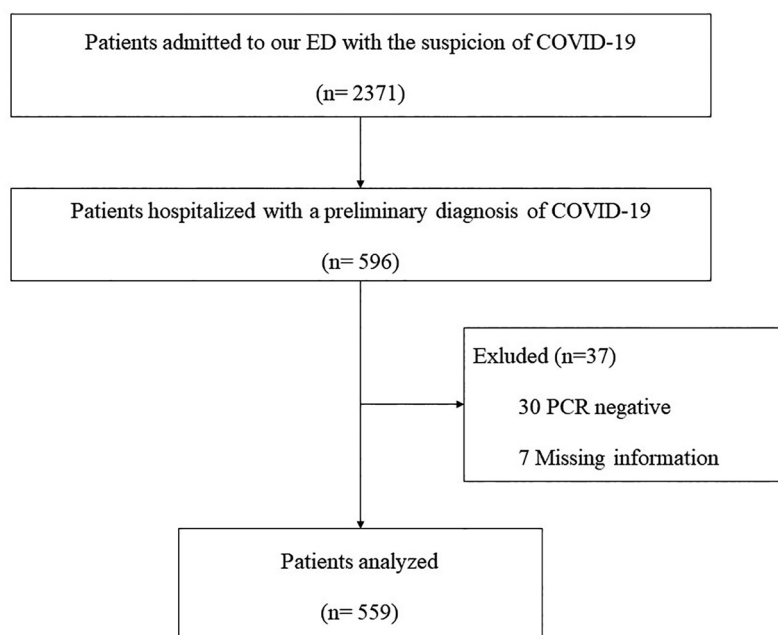 Patients admitted to our ED with the suspicion of COVID-19
(n= 2371)
Patients hospitalized with a preliminary diagnosis of COVID-19
(n= 596)
Exluded (n=37)
30 PCR negative
7 Missing information
Patients analyzed
(n= 559)